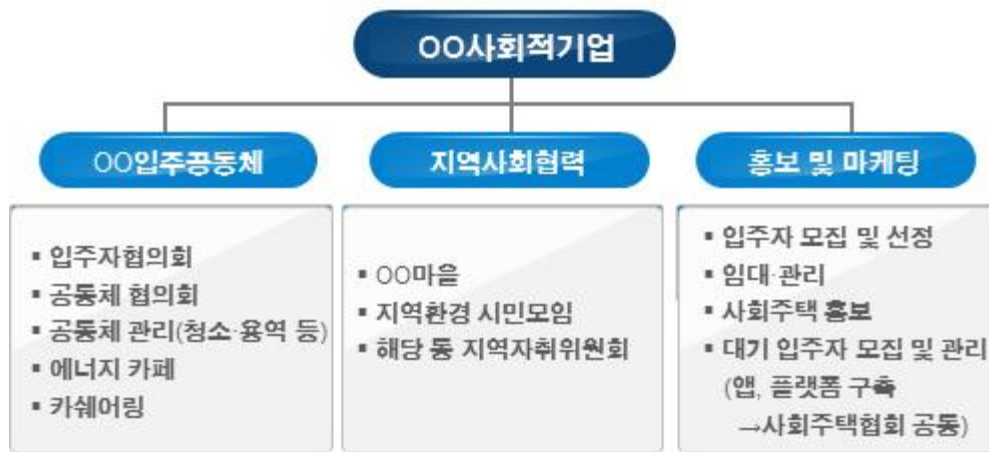 OO사회적기업
OO입주공동체
▪ 입주자협의회
▪ 공동체 협의회
▪ 공동체 관리(청소·용역 등)
▪ 에너지 카페
▪ 카쉐어링
지역사회협력
▪ OO마을
▪ 지역환경 시민모임
▪ 해당 동 지역자취위원회
홍보 및 마케팅
▪ 입주자 모집 및 선정
▪ 임대·관리
▪ 사회주택 홍보
▪ 대기 입주자 모집 및 관리
(앱, 플랫폼 구축
→사회주택협회 공통)